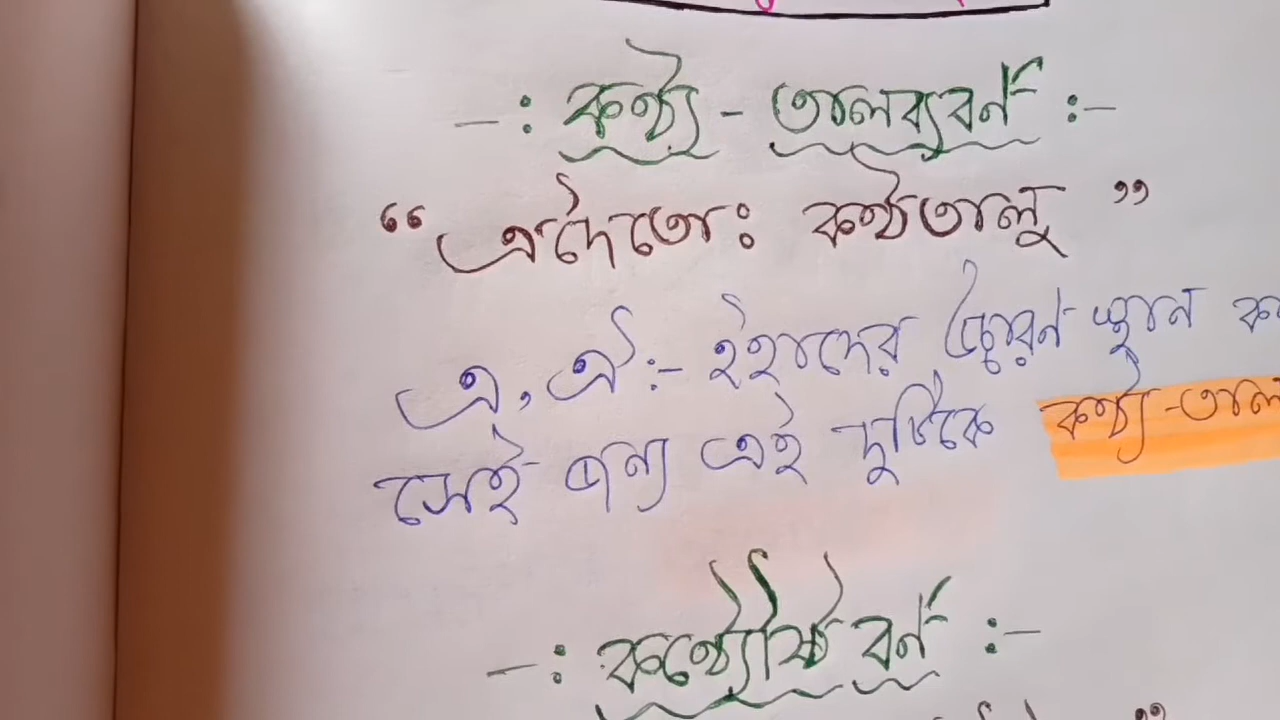 -: কণ্ঠ্য - তালব্যবর্ণ :-
“এদৈতোঃ কণ্ঠতালু”
এ, ঐ :- ইহাদের উচ্চারণ স্থান
সেই জন্য এই দুটিকে কণ্ঠ্য-তাল
-: কণ্ঠ্যৌষ্ঠ্য বর্ণ :-